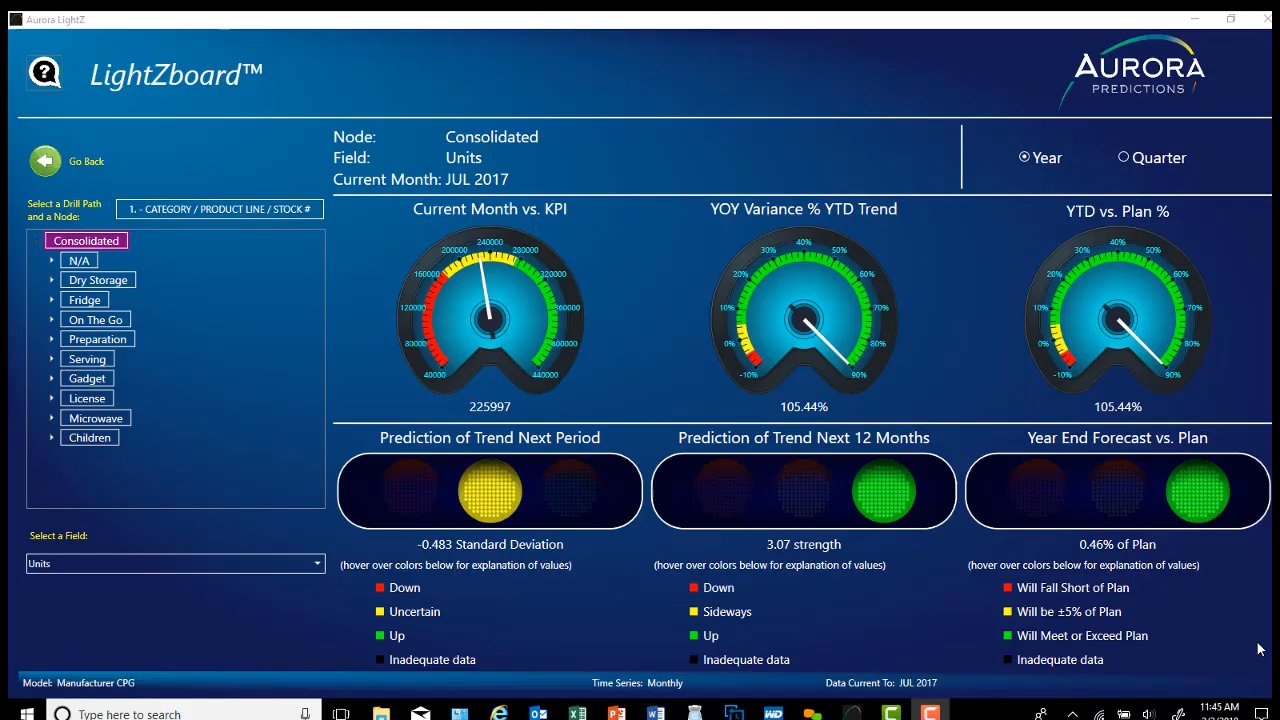 Aurora LightZ
LightZboard™
AURORA
PREDICTIONS
Go Back
Node: Consolidated
Field: Units
Current Month: JUL 2017
Year
Quarter
Select a Drill Path
and a Node:
1. - CATEGORY / PRODUCT LINE / STOCK #
Consolidated
N/A
Dry Storage
Fridge
On The Go
Preparation
Serving
Gadget
License
Microwave
Children
Select a Field:
Units
Current Month vs. KPI
40000
80000
120000
160000
200000
240000
280000
320000
360000
400000
440000
225997
YOY Variance % YTD Trend
-10%
0%
10%
20%
30%
40%
50%
60%
70%
80%
90%
105.44%
YTD vs. Plan %
-10%
0%
10%
20%
30%
40%
50%
60%
70%
80%
90%
105.44%
Prediction of Trend Next Period
-0.483 Standard Deviation
(hover over colors below for explanation of values)
Down
Uncertain
Up
Inadequate data
Prediction of Trend Next 12 Months
3.07 strength
(hover over colors below for explanation of values)
Down
Sideways
Up
Inadequate data
Year End Forecast vs. Plan
0.46% of Plan
(hover over colors below for explanation of values)
Will Fall Short of Plan
Will be ±5% of Plan
Will Meet or Exceed Plan
Inadequate data
Model: Manufacturer CPG
Time Series: Monthly
Data Current To: JUL 2017
Type here to search
11:45 AM